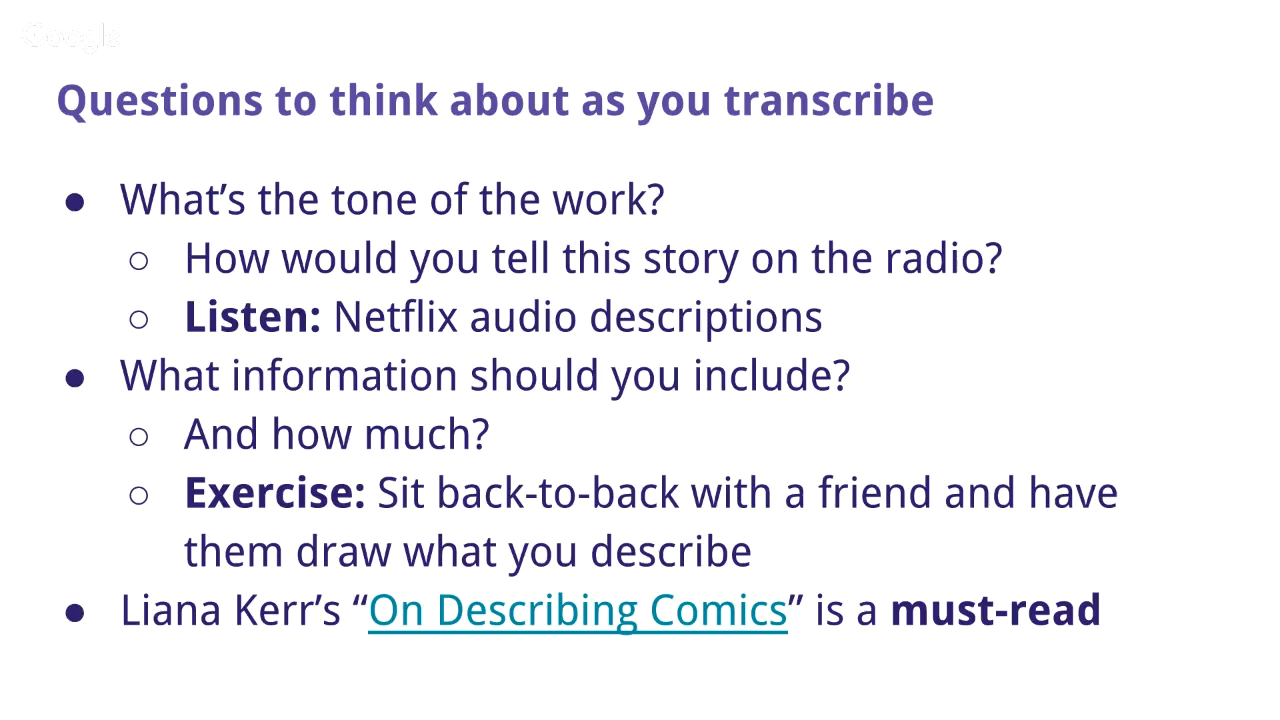 Google
Questions to think about as you transcribe
● What’s the tone of the work?
○ How would you tell this story on the radio?
○ Listen: Netflix audio descriptions
● What information should you include?
○ And how much?
○ Exercise: Sit back-to-back with a friend and have
them draw what you describe
● Liana Kerr’s “On Describing Comics” is a must-read